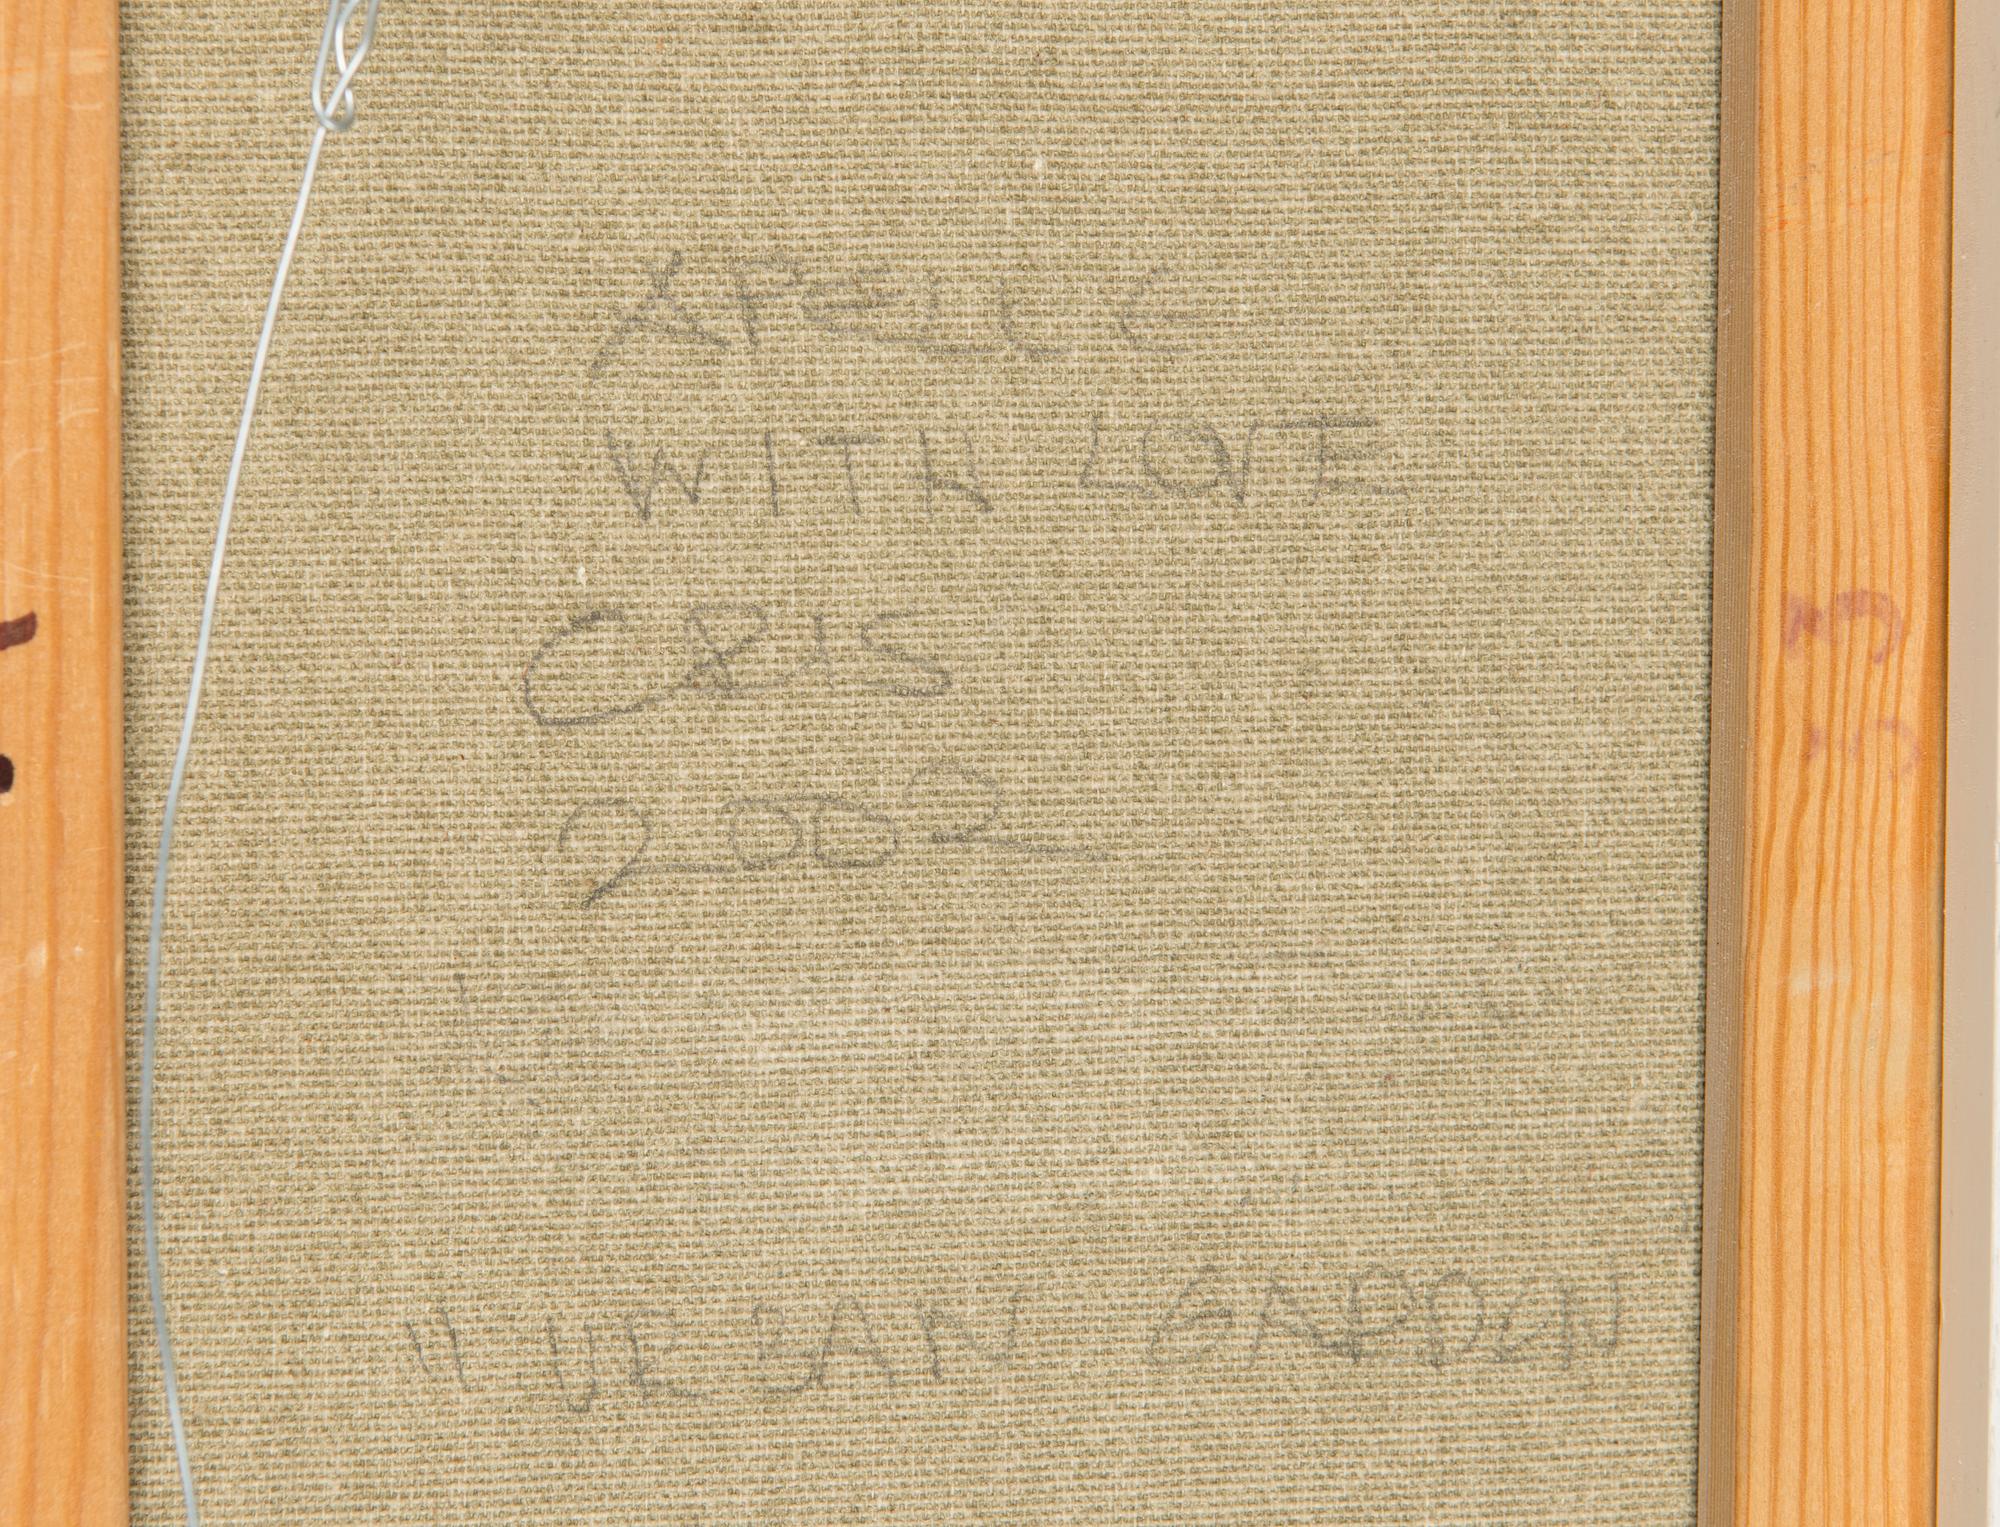 APELLE
WITH LOVE
CRIS
2002
" URBAN GARDEN